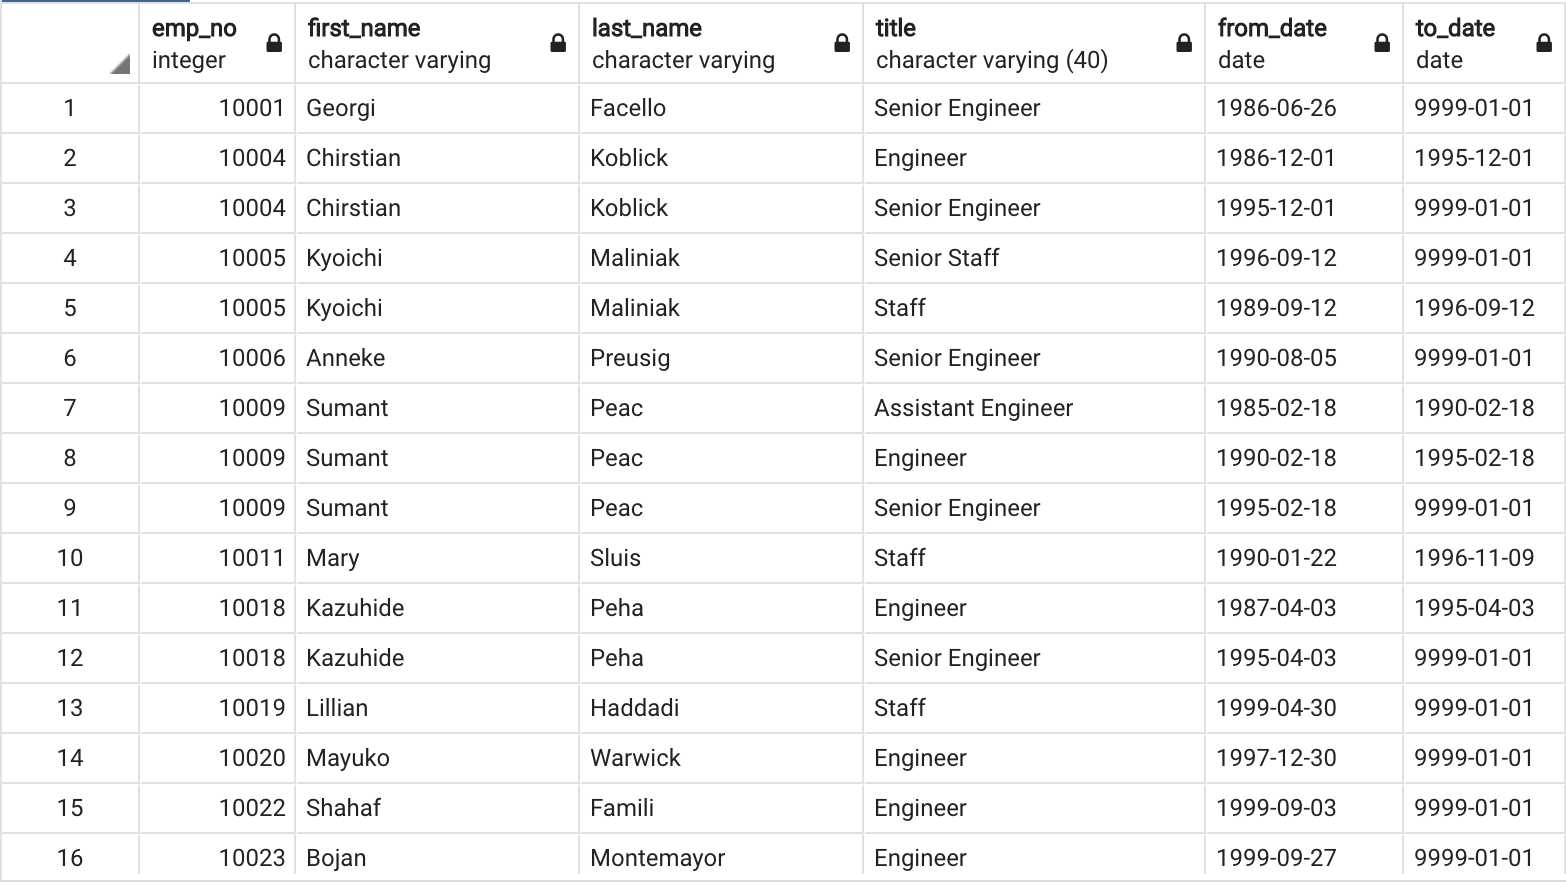 emp_no first_name last_name title from_date to_date
integer character varying character varying character varying (40) date date
1 10001 Georgi Facello Senior Engineer 1986-06-26 9999-01-01
2 10004 Chirstian Koblick Engineer 1986-12-01 1995-12-01
3 10004 Chirstian Koblick Senior Engineer 1995-12-01 9999-01-01
4 10005 Kyoichi Maliniak Senior Staff 1996-09-12 9999-01-01
5 10005 Kyoichi Maliniak Staff 1989-09-12 1996-09-12
6 10006 Anneke Preusig Senior Engineer 1990-08-05 9999-01-01
7 10009 Sumant Peac Assistant Engineer 1985-02-18 1990-02-18
8 10009 Sumant Peac Engineer 1990-02-18 1995-02-18
9 10009 Sumant Peac Senior Engineer 1995-02-18 9999-01-01
10 10011 Mary Sluis Staff 1990-01-22 1996-11-09
11 10018 Kazuhide Peha Engineer 1987-04-03 1995-04-03
12 10018 Kazuhide Peha Senior Engineer 1995-04-03 9999-01-01
13 10019 Lillian Haddadi Staff 1999-04-30 9999-01-01
14 10020 Mayuko Warwick Engineer 1997-12-30 9999-01-01
15 10022 Shahaf Famili Engineer 1999-09-03 9999-01-01
16 10023 Bojan Montemayor Engineer 1999-09-27 9999-01-01